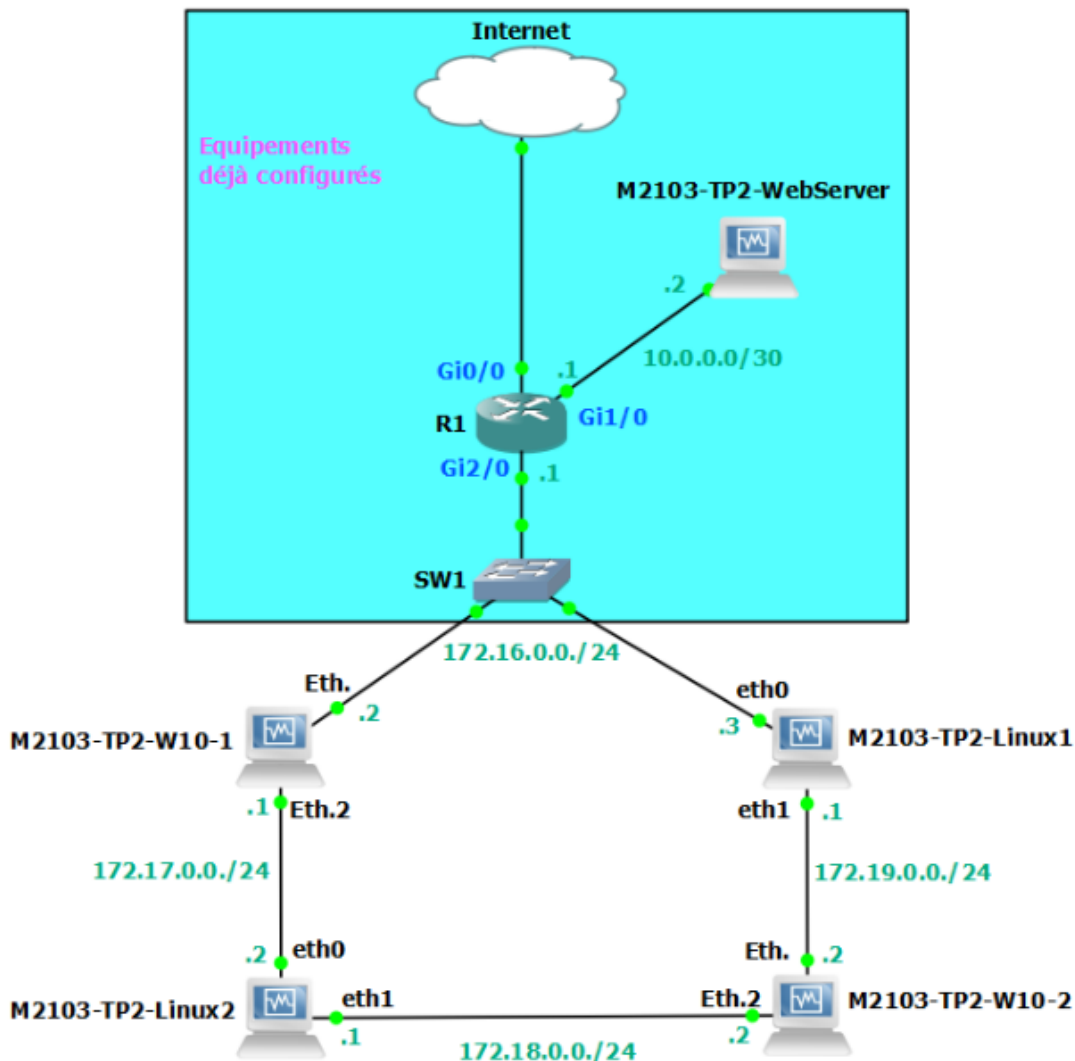 Internet
Equipements
déjà configurés
M2103-TP2-WebServer
.2
10.0.0.0/30
Gi0/0
.1
Gi1/0
R1
Gi2/0
.1
SW1
172.16.0.0./24
Eth.
.2
eth0
.3
M2103-TP2-W10-1
M2103-TP2-Linux1
.1
Eth.2
eth1
.1
172.17.0.0./24
172.19.0.0./24
.2
eth0
Eth.
.2
M2103-TP2-Linux2
eth1
.1
Eth.2
.2
M2103-TP2-W10-2
172.18.0.0./24